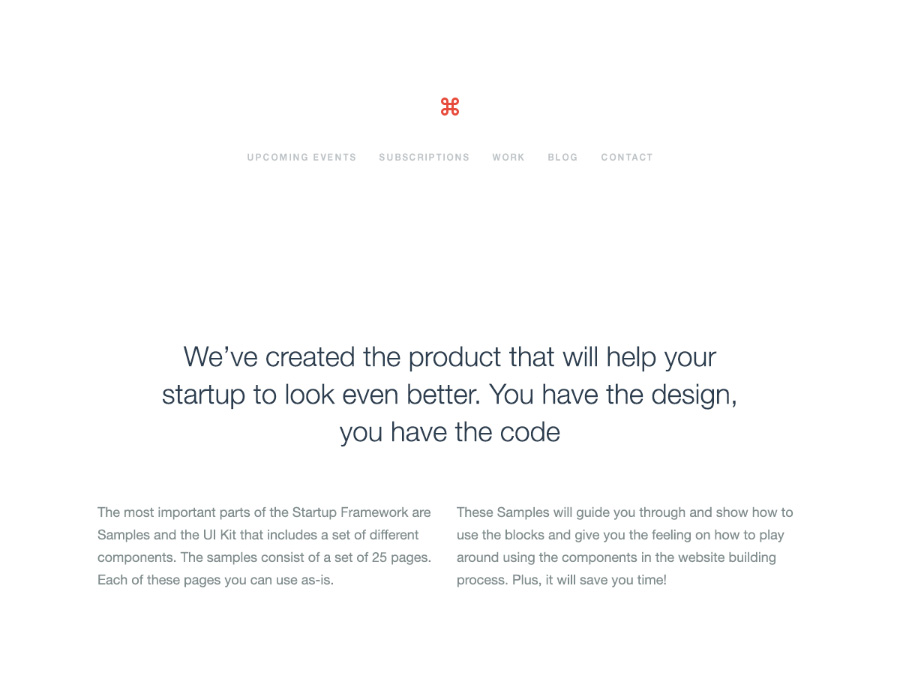 ⌘
UPCOMING EVENTS SUBSCRIPTIONS WORK BLOG CONTACT
We’ve created the product that will help your
startup to look even better. You have the design,
you have the code
The most important parts of the Startup Framework are
Samples and the UI Kit that includes a set of different
components. The samples consist of a set of 25 pages.
Each of these pages you can use as-is.
These Samples will guide you through and show how to
use the blocks and give you the feeling on how to play
around using the components in the website building
process. Plus, it will save you time!